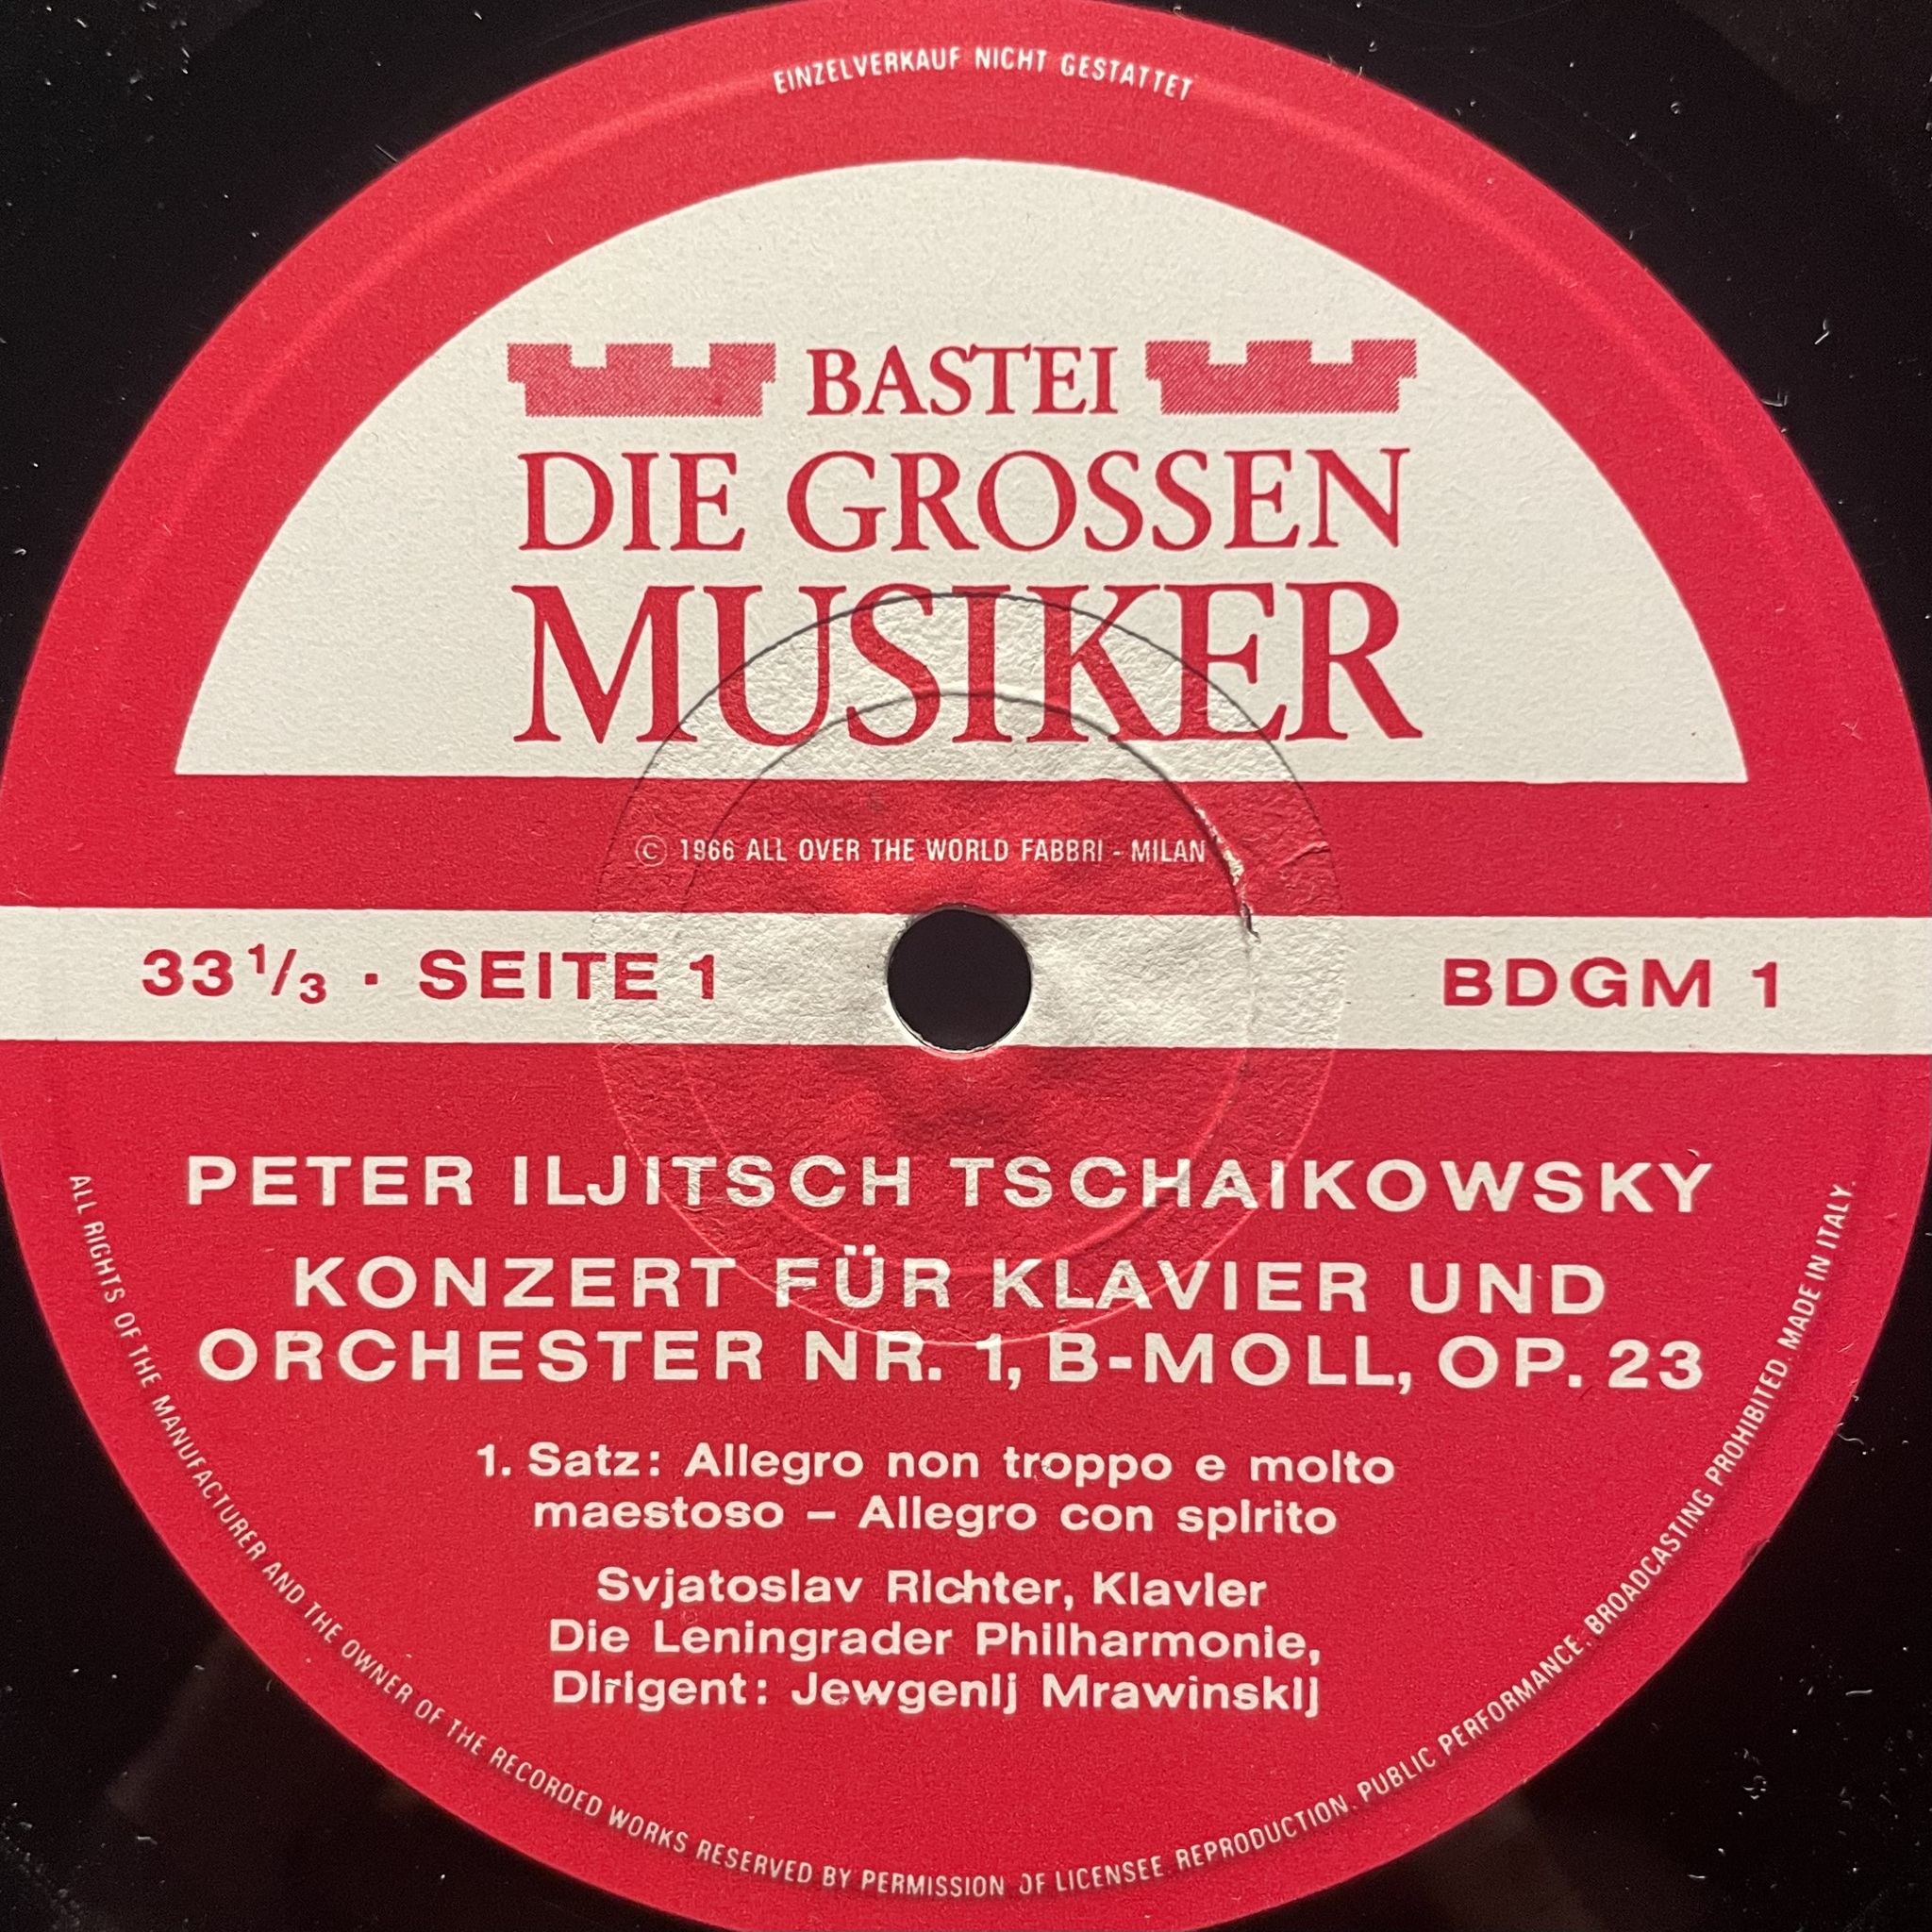 EINZELVERKAUF NICHT GESTATTET
BASTEI
DIE GROSSEN
MUSIKER
© 1966 ALL OVER THE WORLD FABBRI - MILAN
33 1/3 · SEITE 1
BDGM 1
PETER ILJITSCH TSCHAIKOWSKY
KONZERT FÜR KLAVIER UND
ORCHESTER NR. 1, B-MOLL, OP. 23
1. Satz: Allegro non troppo e molto
maestoso – Allegro con spirito
Svjatoslav Richter, Klavier
Die Leningrader Philharmonie,
Dirigent: Jewgenij Mrawinskij
ALL RIGHTS OF THE MANUFACTURER AND THE OWNER OF THE RECORDED WORKS RESERVED BY PERMISSION OF LICENSEE. REPRODUCTION, PUBLIC PERFORMANCE, BROADCASTING PROHIBITED. MADE IN ITALY.